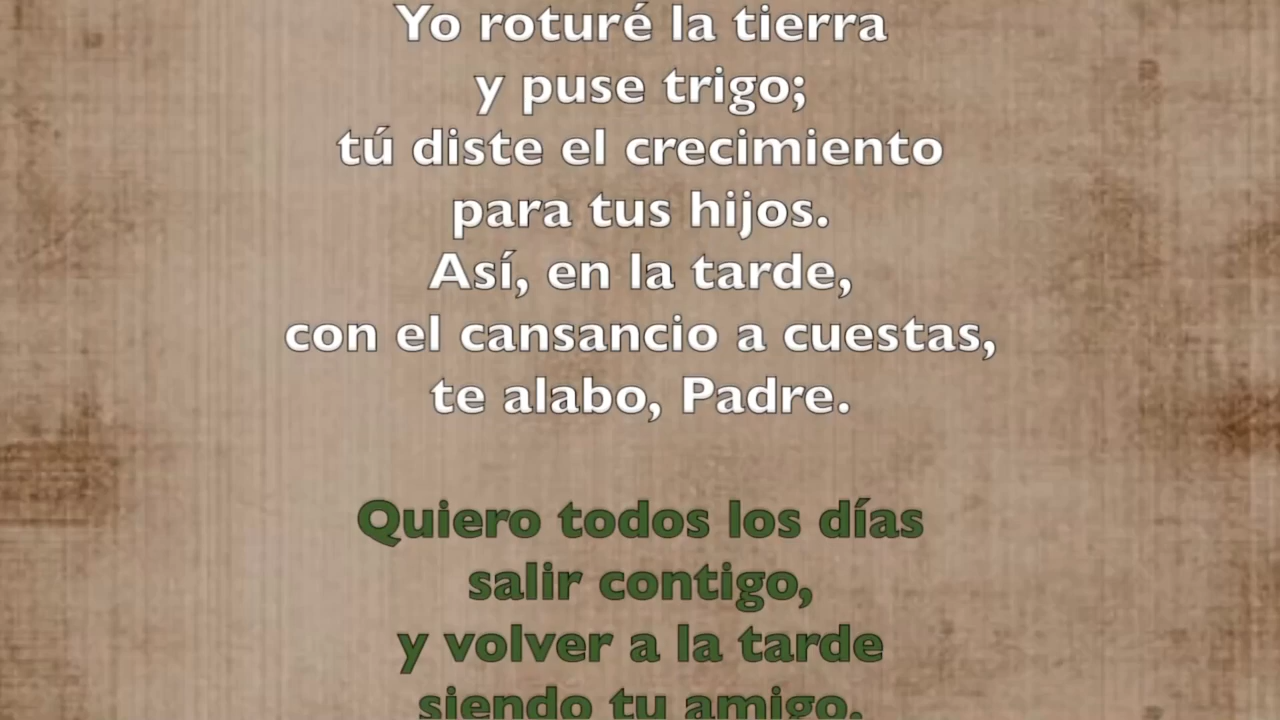 Yo roturé la tierra
y puse trigo;
tú diste el crecimiento
para tus hijos.
Así, en la tarde,
con el cansancio a cuestas,
te alabo, Padre.
Quiero todos los días
salir contigo,
y volver a la tarde
siendo tu amigo.